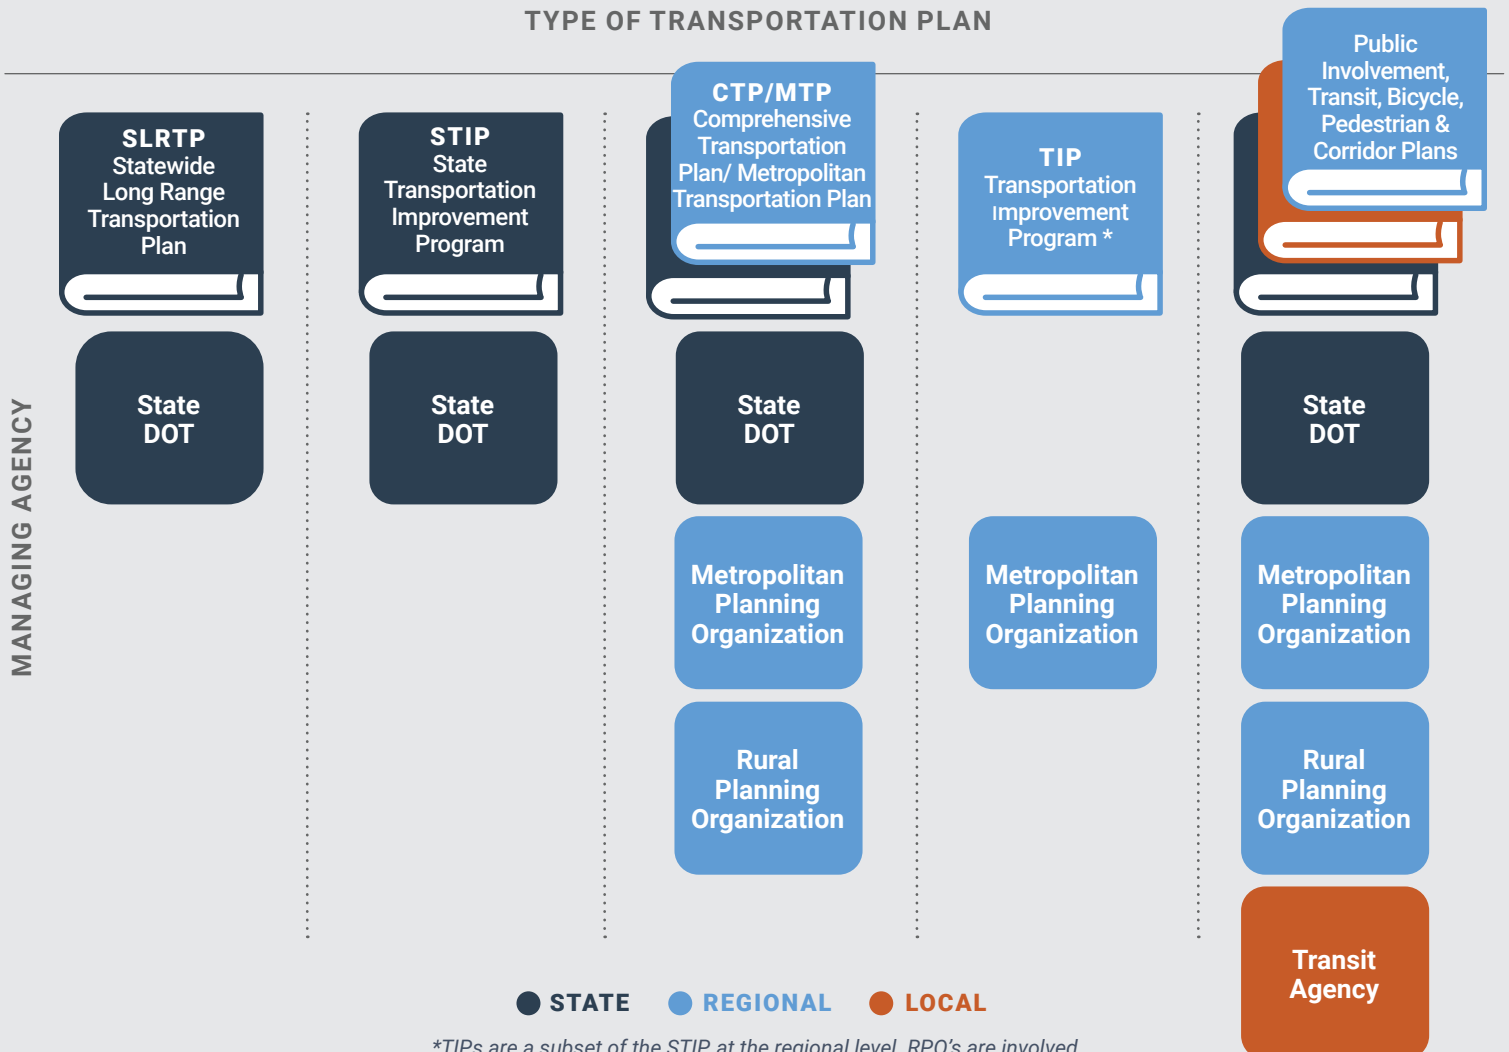 TYPE OF TRANSPORTATION PLAN
SLRTP
Statewide
Long Range
Transportation
Plan
STIP
State
Transportation
Improvement
Program
CTP/MTP
Comprehensive
Transportation
Plan/ Metropolitan
Transportation Plan
TIP
Transportation
Improvement
Program *
Public
Involvement,
Transit, Bicycle,
Pedestrian &
Corridor Plans
MANAGING AGENCY
State
DOT
State
DOT
State
DOT
State
DOT
Metropolitan
Planning
Organization
Metropolitan
Planning
Organization
Metropolitan
Planning
Organization
Rural
Planning
Organization
Rural
Planning
Organization
Transit
Agency
STATE
REGIONAL
LOCAL
*TIPs are a subset of the STIP at the regional level. RPO's are involved